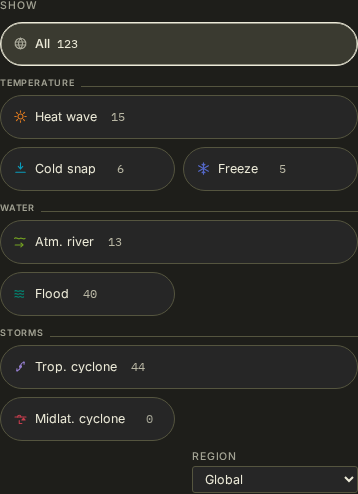 SHOW
All 123
TEMPERATURE
Heat wave 15
Cold snap 6 Freeze 5
WATER
Atm. river 13
Flood 40
STORMS
Trop. cyclone 44
Midlat. cyclone 0
REGION
Global